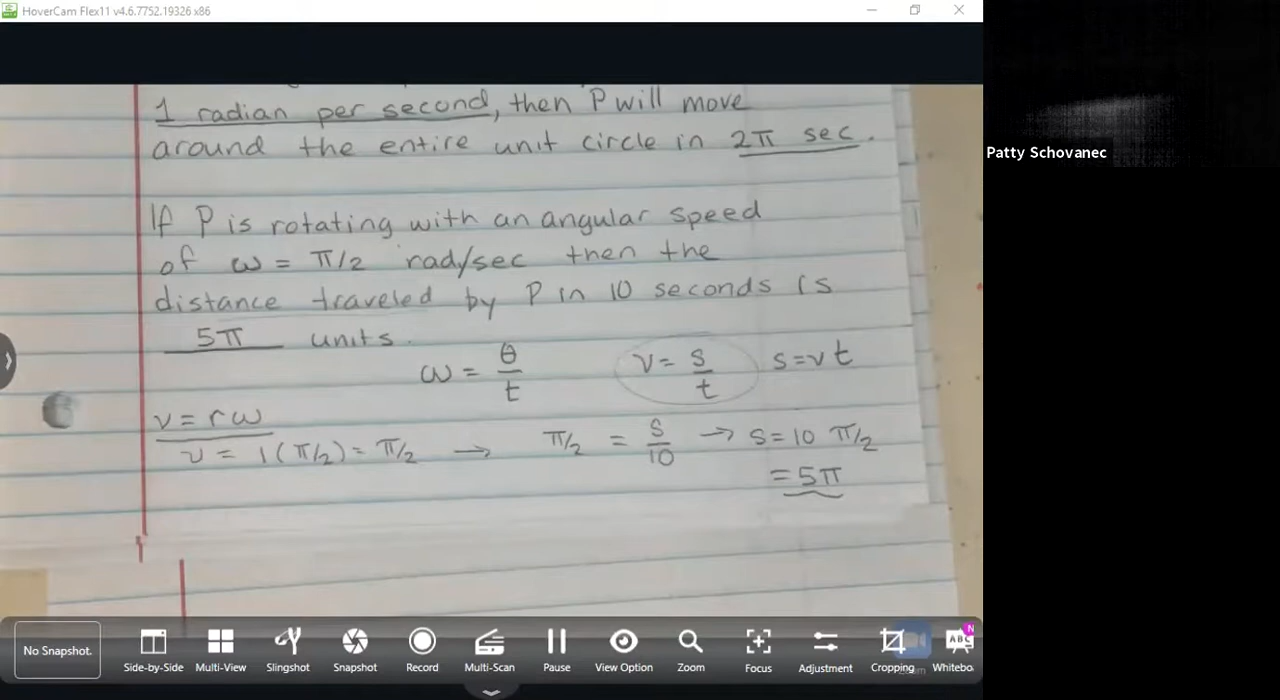 HoverCam Flex11 v4.6.7752.19326 x86
1 radian per second, then P will move
around the entire unit circle in 2π sec.
If P is rotating with an angular speed
of ω = π/2 rad/sec then the
distance traveled by P in 10 seconds is
5π units.
ω = θ/t v = s/t s = vt
v = rω
v = 1(π/2) = π/2 → π/2 = s/10 → s = 10 π/2
= 5π
Patty Schovanec
No Snapshot.
Side-by-Side Multi-View Slingshot Snapshot Record Multi-Scan Pause View Option Zoom Focus Adjustment Cropping Whiteboa
ABC
N